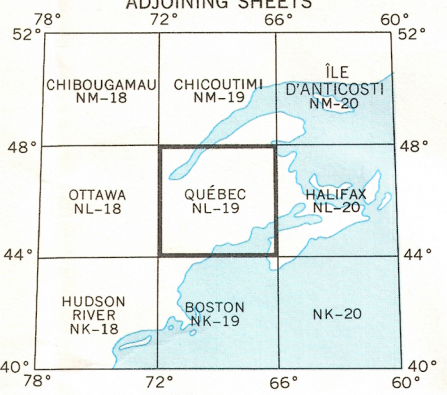 ADJOINING SHEETS
78° 72° 66° 60°
52° 52°
CHIBOUGAMAU
NM-18
CHICOUTIMI
NM-19
ÎLE
D'ANTICOSTI
NM-20
48° 48°
OTTAWA
NL-18
QUÉBEC
NL-19
HALIFAX
NL-20
44° 44°
HUDSON
RIVER
NK-18
BOSTON
NK-19
NK-20
40° 40°
78° 72° 66° 60°